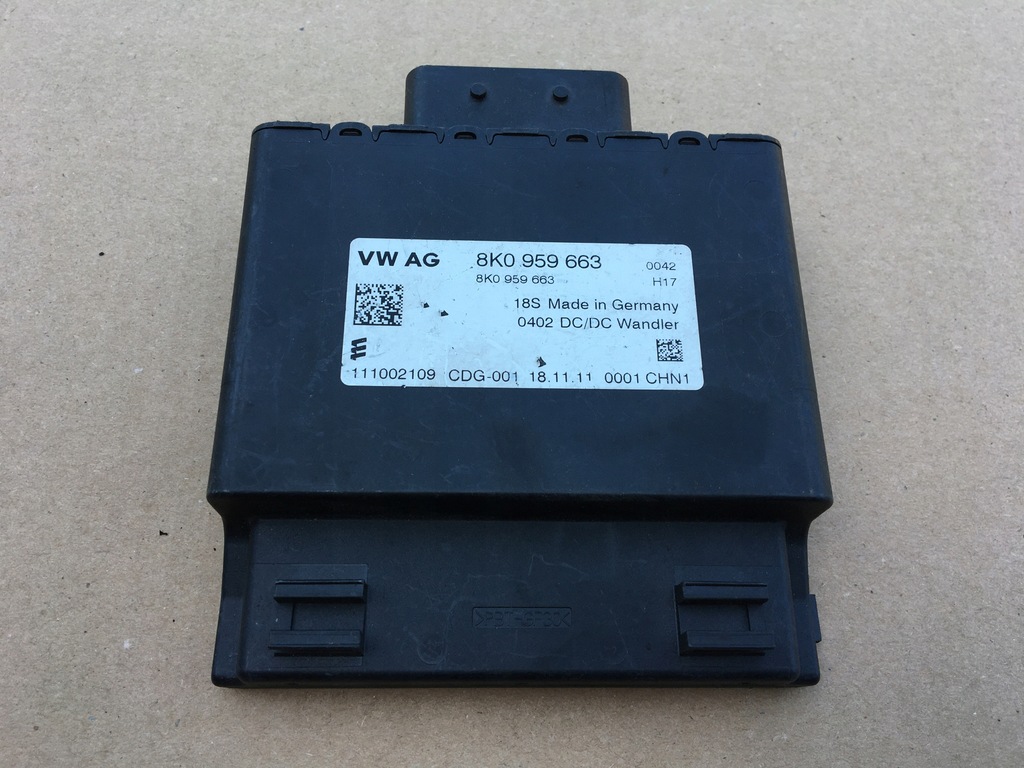 VW AG 8K0 959 663 0042
8K0 959 663 H17
18S Made in Germany
0402 DC/DC Wandler
111002109 CDG-001 18.11.11 0001 CHN1